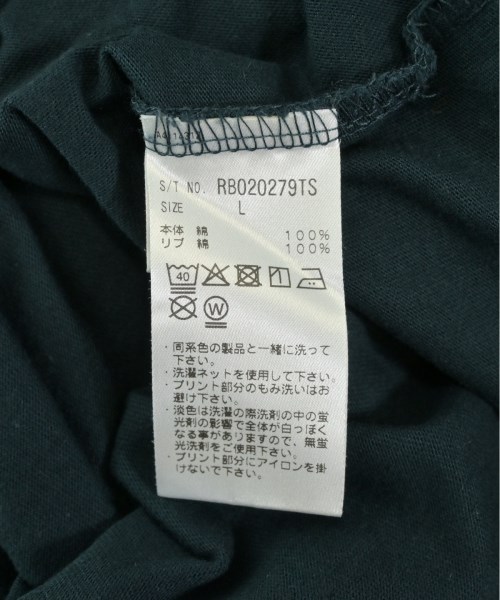 S/T NO. RB020279TS
SIZE L
本体 綿 100%
リブ 綿 100%
40
W
・同系色の製品と一緒に洗って
下さい。
・洗濯ネットを使用して下さい。
・プリント部分のもみ洗いはお
避け下さい。
・淡色は洗濯の際洗剤の中の蛍
光剤の影響で全体が白っぽく
なる事がありますので、無蛍
光洗剤をご使用下さい。
・プリント部分にアイロンを掛
けないで下さい。